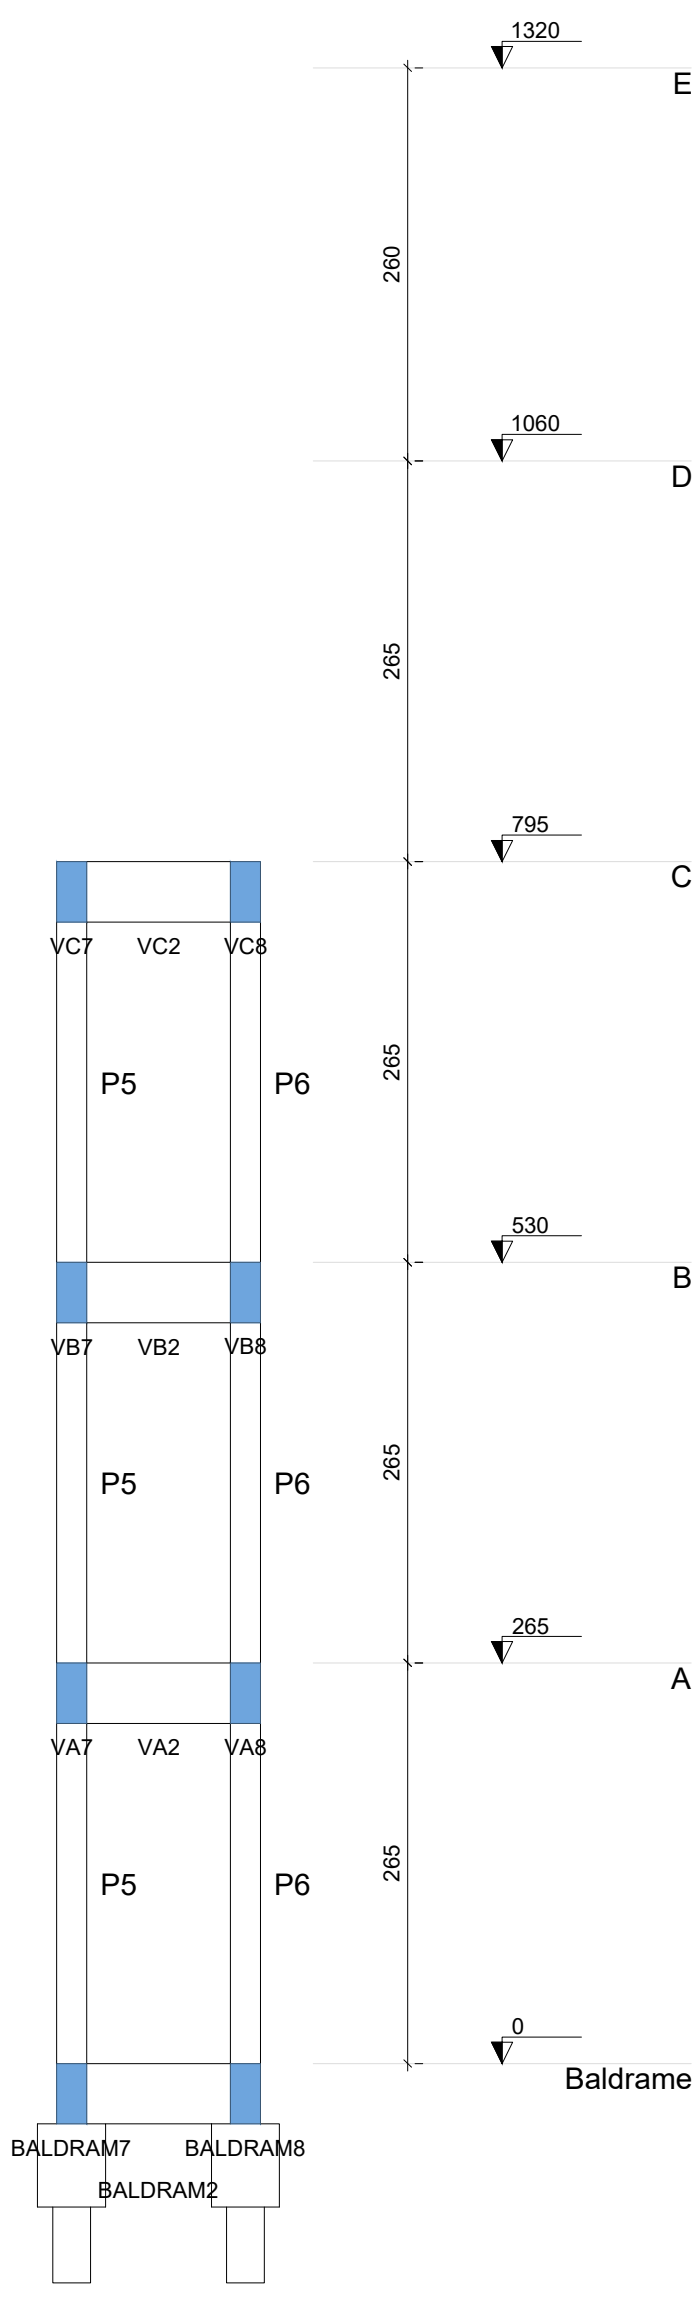 1320
E
260
1060
D
265
795
C
VC7 VC2 VC8
265
P5 P6
530
B
VB7 VB2 VB8
265
P5 P6
265
A
VA7 VA2 VA8
265
P5 P6
0
Baldrame
BALDRAM7 BALDRAM8
BALDRAM2